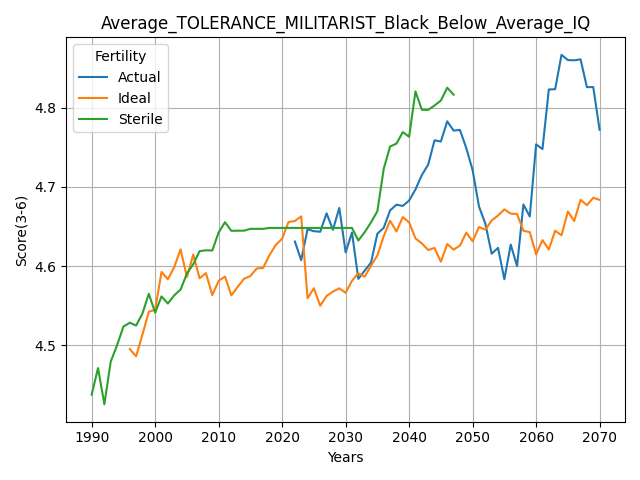 Average_TOLERANCE_MILITARIST_Black_Below_Average_IQ
Fertility
Actual
Ideal
Sterile
Score(3-6)
4.8
4.7
4.6
4.5
1990 2000 2010 2020 2030 2040 2050 2060 2070
Years